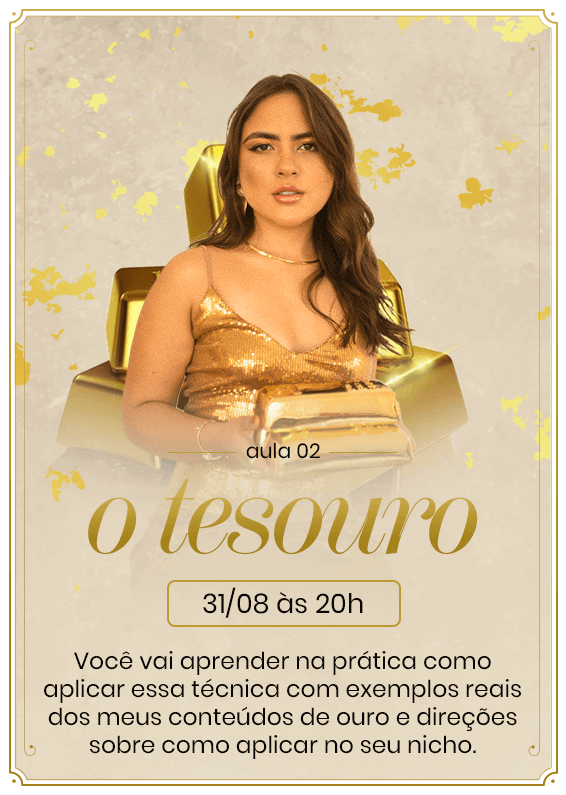 aula 02
o tesouro
31/08 às 20h
Você vai aprender na prática como
aplicar essa técnica com exemplos reais
dos meus conteúdos de ouro e direções
sobre como aplicar no seu nicho.